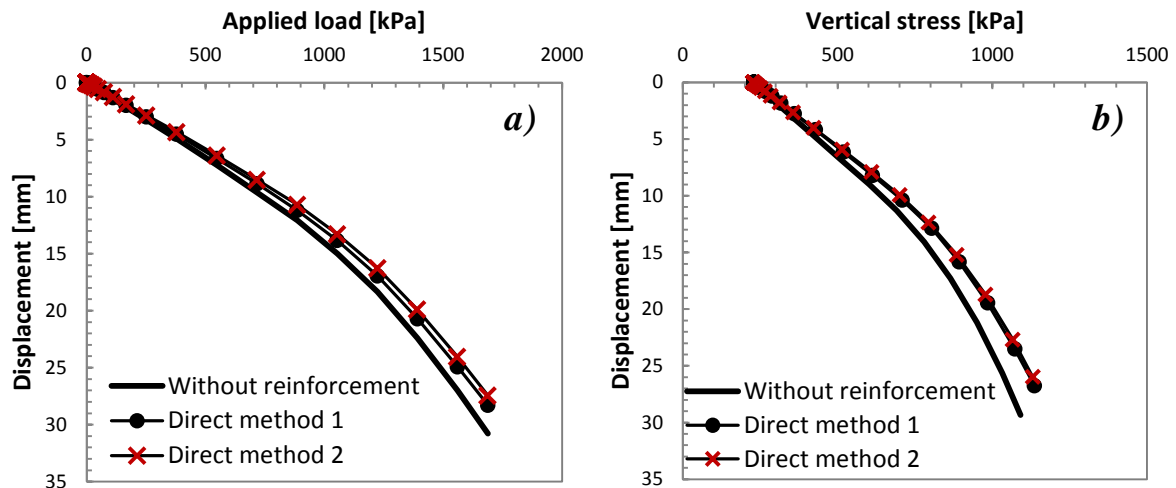 Applied load [kPa]
0 500 1000 1500 2000
0
5
10
15
20
25
30
35
Displacement [mm]
a)
Without reinforcement
Direct method 1
Direct method 2
Vertical stress [kPa]
0 500 1000 1500
0
5
10
15
20
25
30
35
Displacement [mm]
b)
Without reinforcement
Direct method 1
Direct method 2